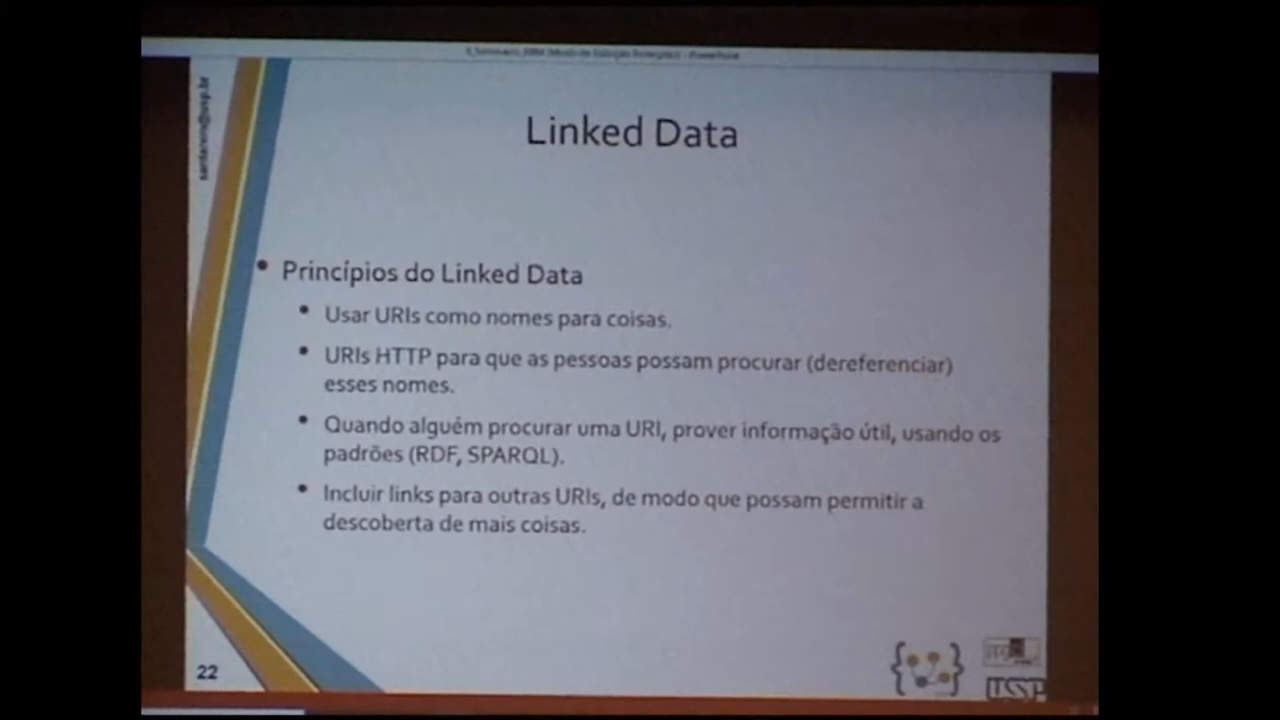 Linked Data
• Princípios do Linked Data
• Usar URIs como nomes para coisas.
• URIs HTTP para que as pessoas possam procurar (dereferenciar)
esses nomes.
• Quando alguém procurar uma URI, prover informação útil, usando os
padrões (RDF, SPARQL).
• Incluir links para outras URIs, de modo que possam permitir a
descoberta de mais coisas.
22
USP